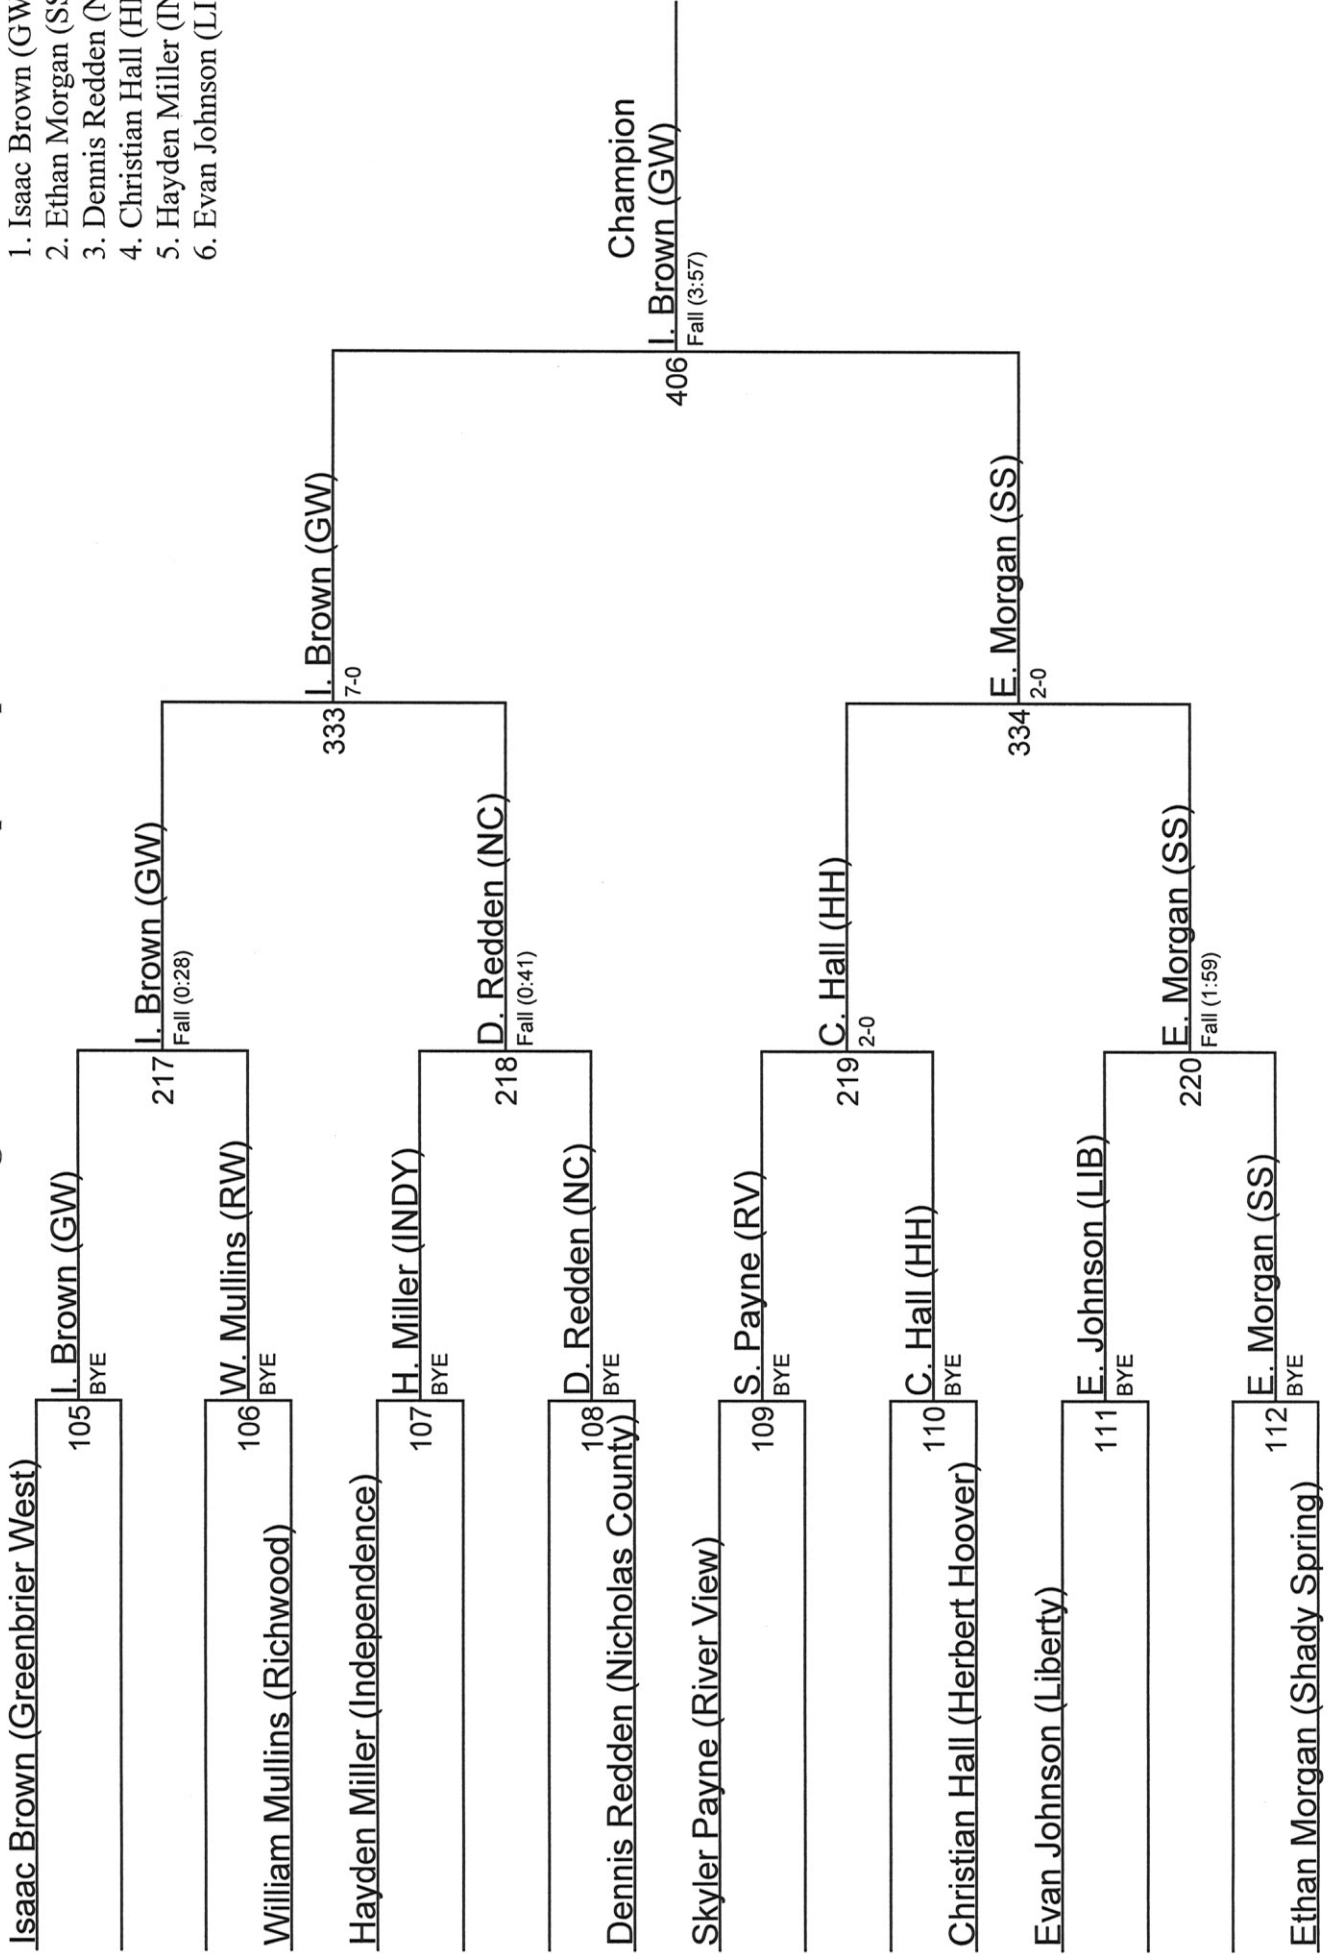 1. Isaac Brown (GW
2. Ethan Morgan (SS
3. Dennis Redden (N
4. Christian Hall (HH
5. Hayden Miller (IN
6. Evan Johnson (LI
Isaac Brown (Greenbrier West)
105
I. Brown (GW)
BYE
217
I. Brown (GW)
Fall (0:28)
William Mullins (Richwood)
106
W. Mullins (RW)
BYE
333
I. Brown (GW)
7-0
Hayden Miller (Independence)
107
H. Miller (INDY)
BYE
218
D. Redden (NC)
Fall (0:41)
Dennis Redden (Nicholas County)
108
D. Redden (NC)
BYE
406
Champion
I. Brown (GW)
Fall (3:57)
Skyler Payne (River View)
109
S. Payne (RV)
BYE
219
C. Hall (HH)
2-0
Christian Hall (Herbert Hoover)
110
C. Hall (HH)
BYE
334
E. Morgan (SS)
2-0
Evan Johnson (Liberty)
111
E. Johnson (LIB)
BYE
220
E. Morgan (SS)
Fall (1:59)
Ethan Morgan (Shady Spring)
112
E. Morgan (SS)
BYE